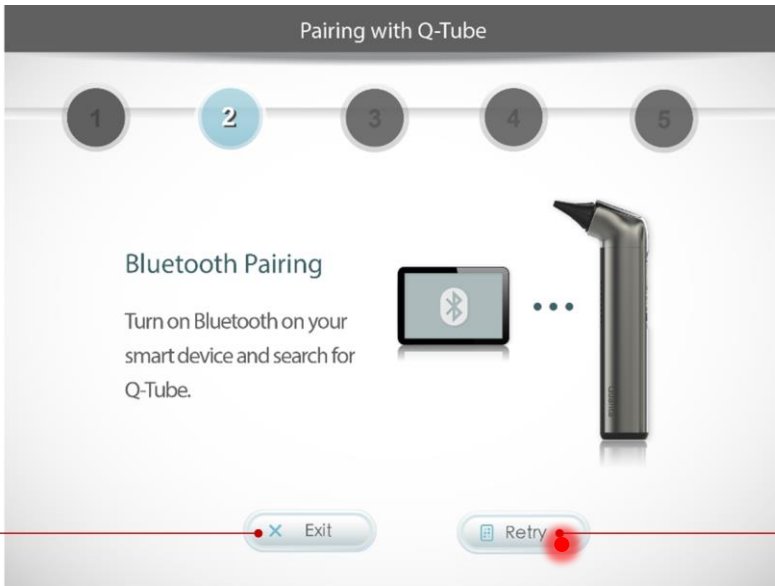 Pairing with Q-Tube
1
2
3
4
5
Bluetooth Pairing
Turn on Bluetooth on your
smart device and search for
Q-Tube.
Exit
Retry